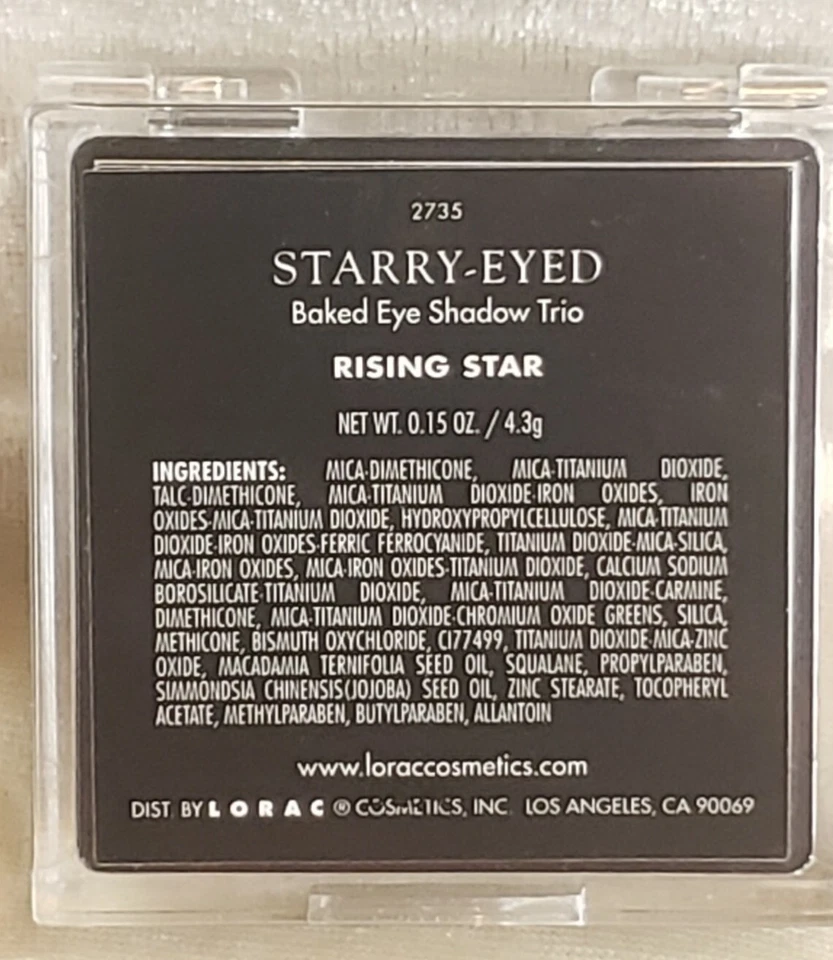 2735
STARRY-EYED
Baked Eye Shadow Trio
RISING STAR
NET WT. 0.15 OZ. / 4.3g
INGREDIENTS: MICA-DIMETHICONE, MICA-TITANIUM DIOXIDE,
TALC-DIMETHICONE, MICA-TITANIUM DIOXIDE-IRON OXIDES, IRON
OXIDES-MICA-TITANIUM DIOXIDE, HYDROXYPROPYLCELLULOSE, MICA-TITANIUM
DIOXIDE-IRON OXIDES-FERRIC FERROCYANIDE, TITANIUM DIOXIDE-MICA-SILICA,
MICA-IRON OXIDES, MICA-IRON OXIDES-TITANIUM DIOXIDE, CALCIUM SODIUM
BOROSILICATE-TITANIUM DIOXIDE, MICA-TITANIUM DIOXIDE-CARMINE,
DIMETHICONE, MICA-TITANIUM DIOXIDE-CHROMIUM OXIDE GREENS, SILICA,
METHICONE, BISMUTH OXYCHLORIDE, CI77499, TITANIUM DIOXIDE-MICA-ZINC
OXIDE, MACADAMIA TERNIFOLIA SEED OIL, SQUALANE, PROPYLPARABEN,
SIMMONDSIA CHINENSIS(JOJOBA) SEED OIL, ZINC STEARATE, TOCOPHERYL
ACETATE, METHYLPARABEN, BUTYLPARABEN, ALLANTOIN
www.loraccosmetics.com
DIST. BY LORAC ® COSMETICS, INC. LOS ANGELES, CA 90069